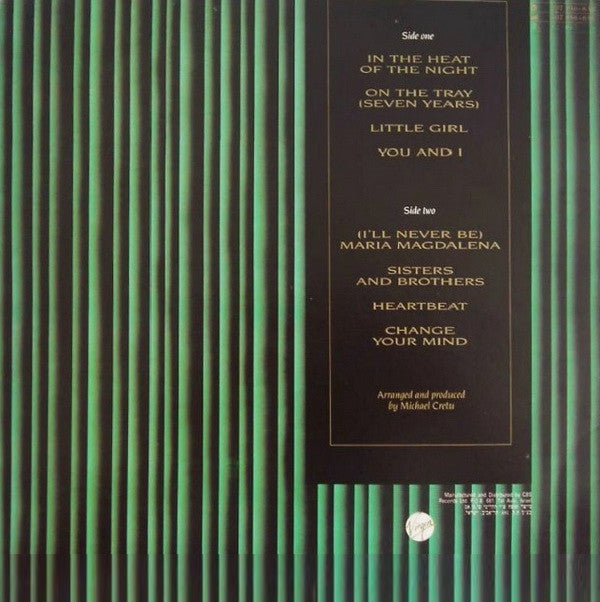 Side one
IN THE HEAT
OF THE NIGHT
ON THE TRAY
(SEVEN YEARS)
LITTLE GIRL
YOU AND I
Side two
(I'LL NEVER BE)
MARIA MAGDALENA
SISTERS
AND BROTHERS
HEARTBEAT
CHANGE
YOUR MIND
Arranged and produced
by Michael Cretu
Manufactured and Distributed by CBS
Records Ltd. P.O.B.
Virgin